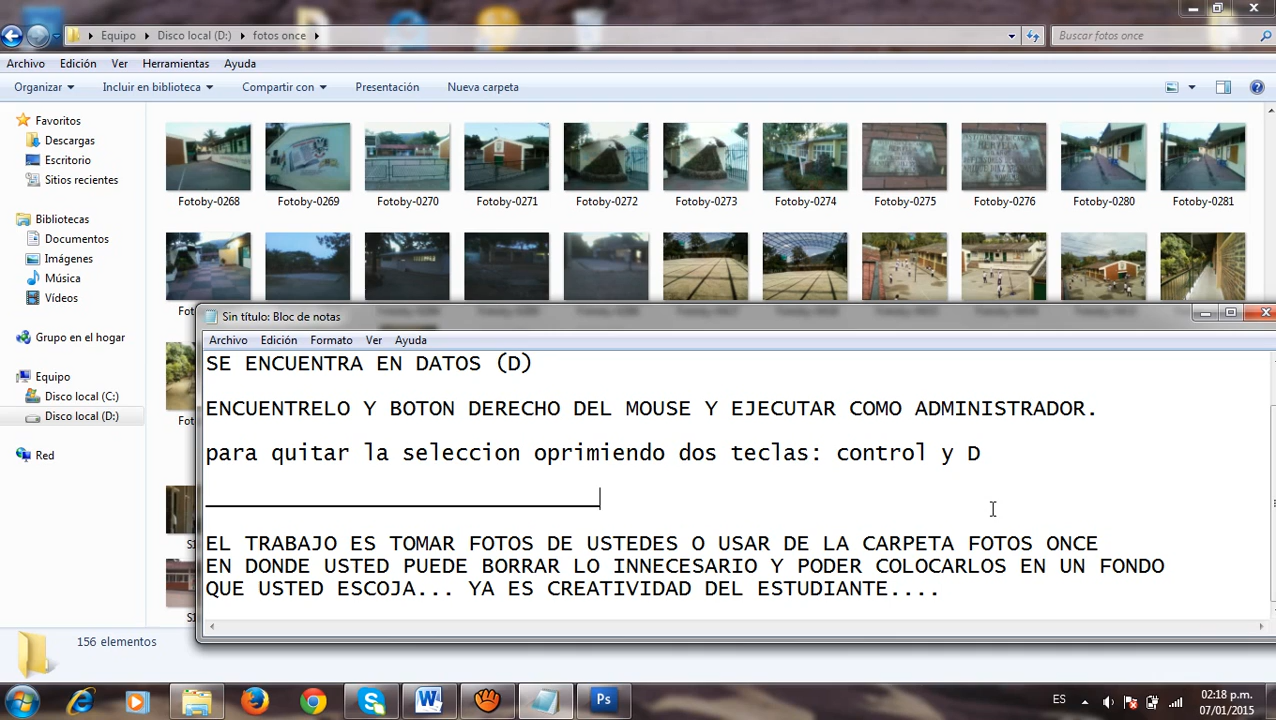 Equipo
Disco local (D:)
fotos once
Buscar fotos once
Archivo
Edición
Ver
Herramientas
Ayuda
Organizar
Incluir en biblioteca
Compartir con
Presentación
Nueva carpeta
Favoritos
Descargas
Escritorio
Sitios recientes
Bibliotecas
Documentos
Imágenes
Música
Vídeos
Grupo en el hogar
Equipo
Disco local (C:)
Disco local (D:)
Red
Fotoby-0268
Fotoby-0269
Fotoby-0270
Fotoby-0271
Fotoby-0272
Fotoby-0273
Fotoby-0274
Fotoby-0275
Fotoby-0276
Fotoby-0280
Fotoby-0281
Sin título: Bloc de notas
Archivo
Edición
Formato
Ver
Ayuda
SE ENCUENTRA EN DATOS (D)
ENCUENTRELO Y BOTON DERECHO DEL MOUSE Y EJECUTAR COMO ADMINISTRADOR.
para quitar la seleccion oprimiendo dos teclas: control y D
______________________________
EL TRABAJO ES TOMAR FOTOS DE USTEDES O USAR DE LA CARPETA FOTOS ONCE
EN DONDE USTED PUEDE BORRAR LO INNECESARIO Y PODER COLOCARLOS EN UN FONDO
QUE USTED ESCOJA... YA ES CREATIVIDAD DEL ESTUDIANTE....
156 elementos
Ps
ES
02:18 p.m.
07/01/2015